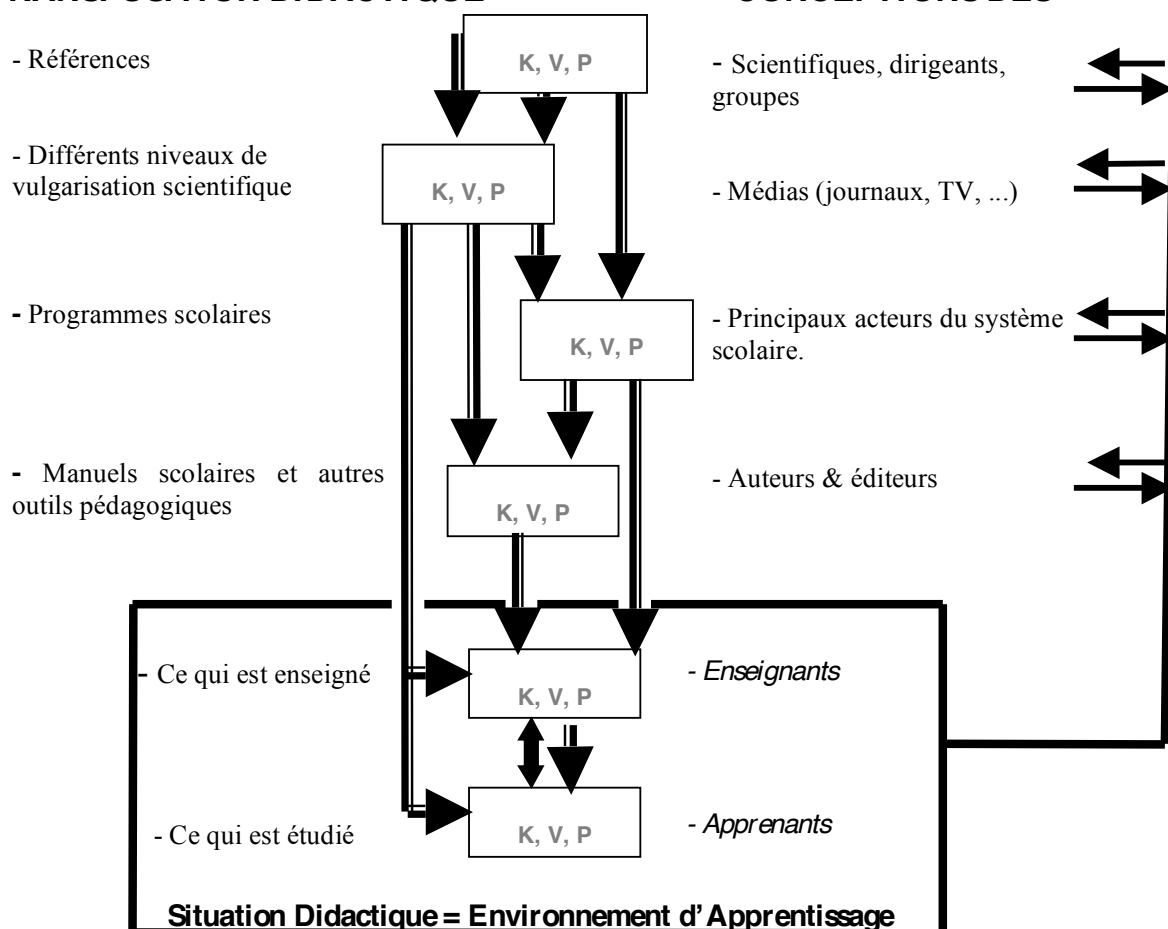 K, V, P
- Références
- Scientifiques, dirigeants,
groupes
- Différents niveaux de
vulgarisation scientifique
K, V, P
- Médias (journaux, TV, ...)
- Programmes scolaires
K, V, P
- Principaux acteurs du système
scolaire.
- Manuels scolaires et autres
outils pédagogiques
K, V, P
- Auteurs & éditeurs
- Ce qui est enseigné
K, V, P
- Enseignants
- Ce qui est étudié
K, V, P
- Apprenants
Situation Didactique = Environnement d’Apprentissage